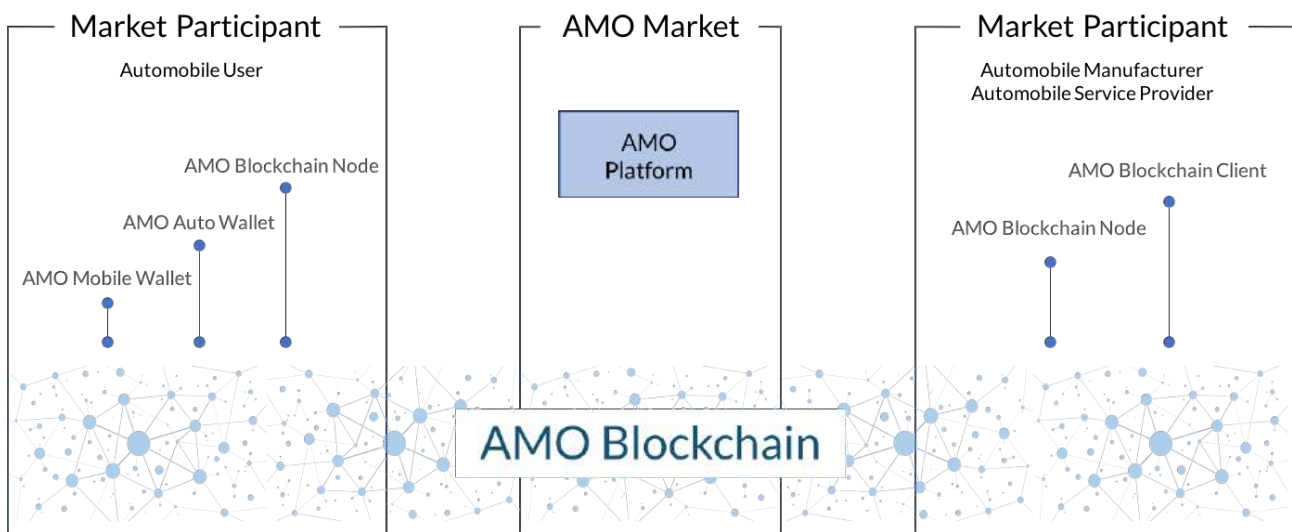 Market Participant
Automobile User
AMO Blockchain Node
AMO Auto Wallet
AMO Mobile Wallet
AMO Market
AMO
Platform
Market Participant
Automobile Manufacturer
Automobile Service Provider
AMO Blockchain Client
AMO Blockchain Node
AMO Blockchain